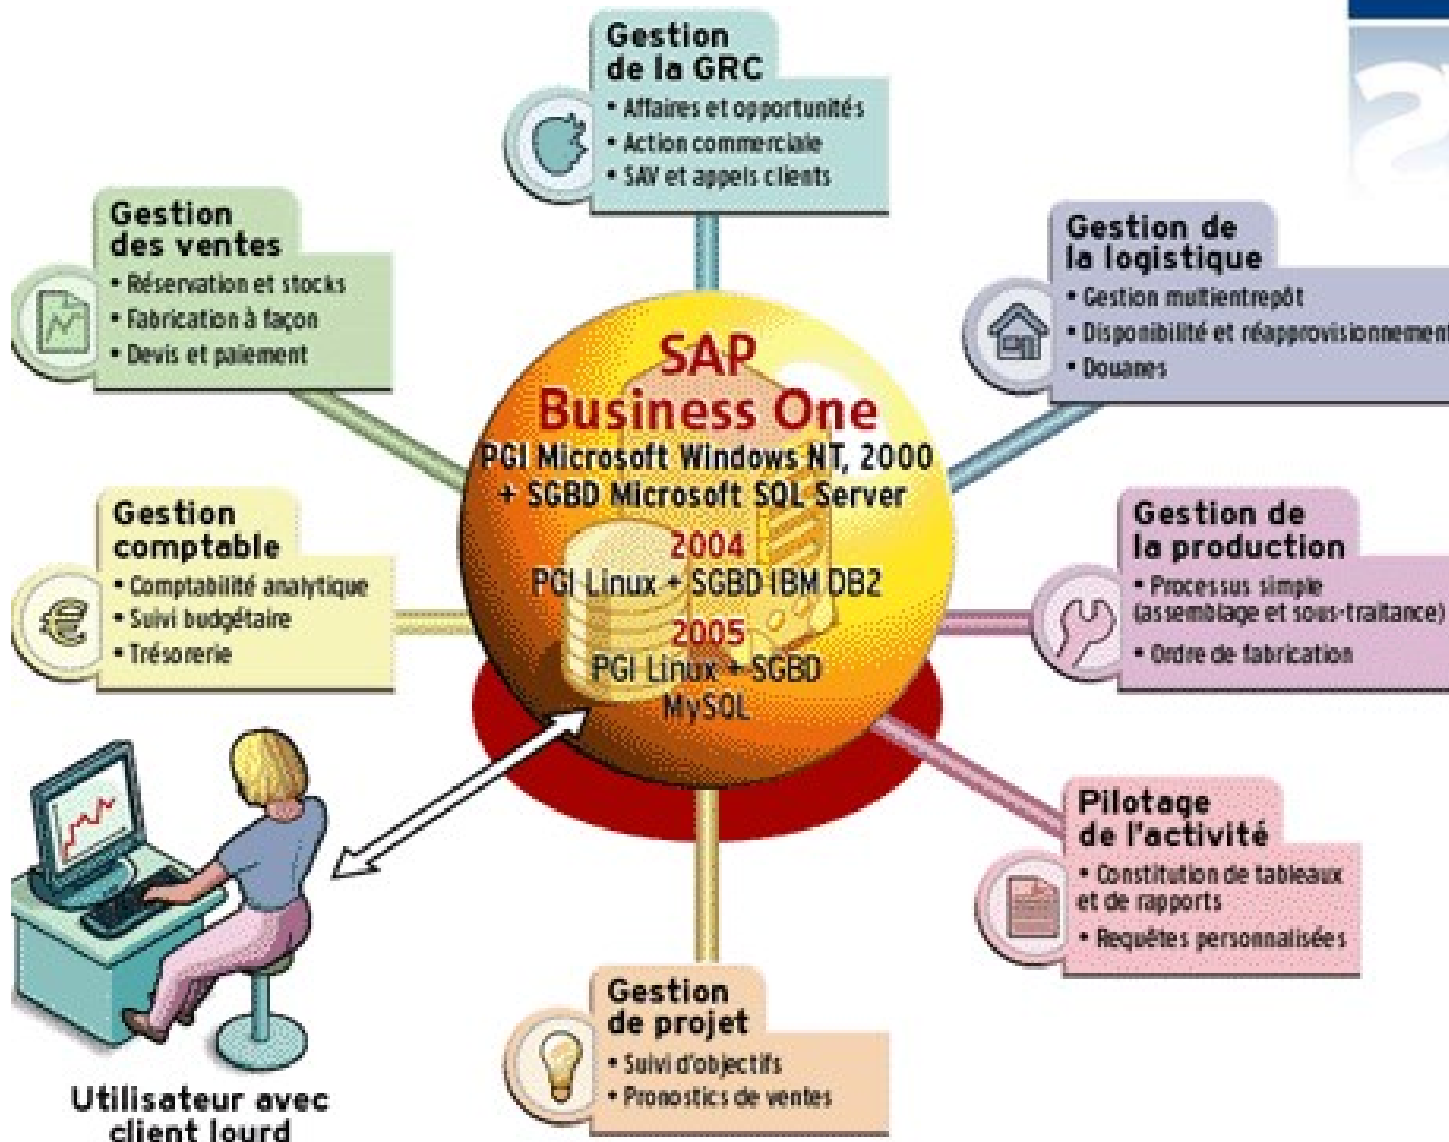 Gestion
de la GRC
• Affaires et opportunités
• Action commerciale
• SAV et appels clients
Gestion
des ventes
• Réservation et stocks
• Fabrication à façon
• Devis et paiement
Gestion de
la logistique
• Gestion multientrepôt
• Disponibilité et réapprovisionnement
• Douanes
SAP
Business One
PGI Microsoft Windows NT, 2000
+ SGBD Microsoft SQL Server
2004
PGI Linux + SGBD IBM DB2
2005
PGI Linux + SGBD
MySQL
Gestion
comptable
• Comptabilité analytique
• Suivi budgétaire
• Trésorerie
Gestion de
la production
• Processus simple
(assemblage et sous-traitance)
• Ordre de fabrication
Pilotage
de l'activité
• Constitution de tableaux
et de rapports
• Requêtes personnalisées
Gestion
de projet
• Suivi d'objectifs
• Pronostics de ventes
Utilisateur avec
client lourd